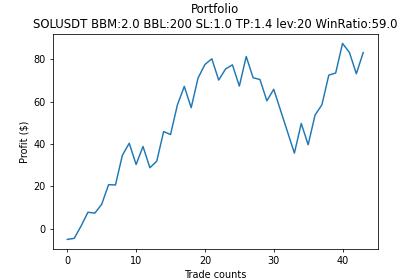 Portfolio
SOLUSDT BBM:2.0 BBL:200 SL:1.0 TP:1.4 lev:20 WinRatio:59.0
Profit ($)
80
60
40
20
0
0
10
20
30
40
Trade counts